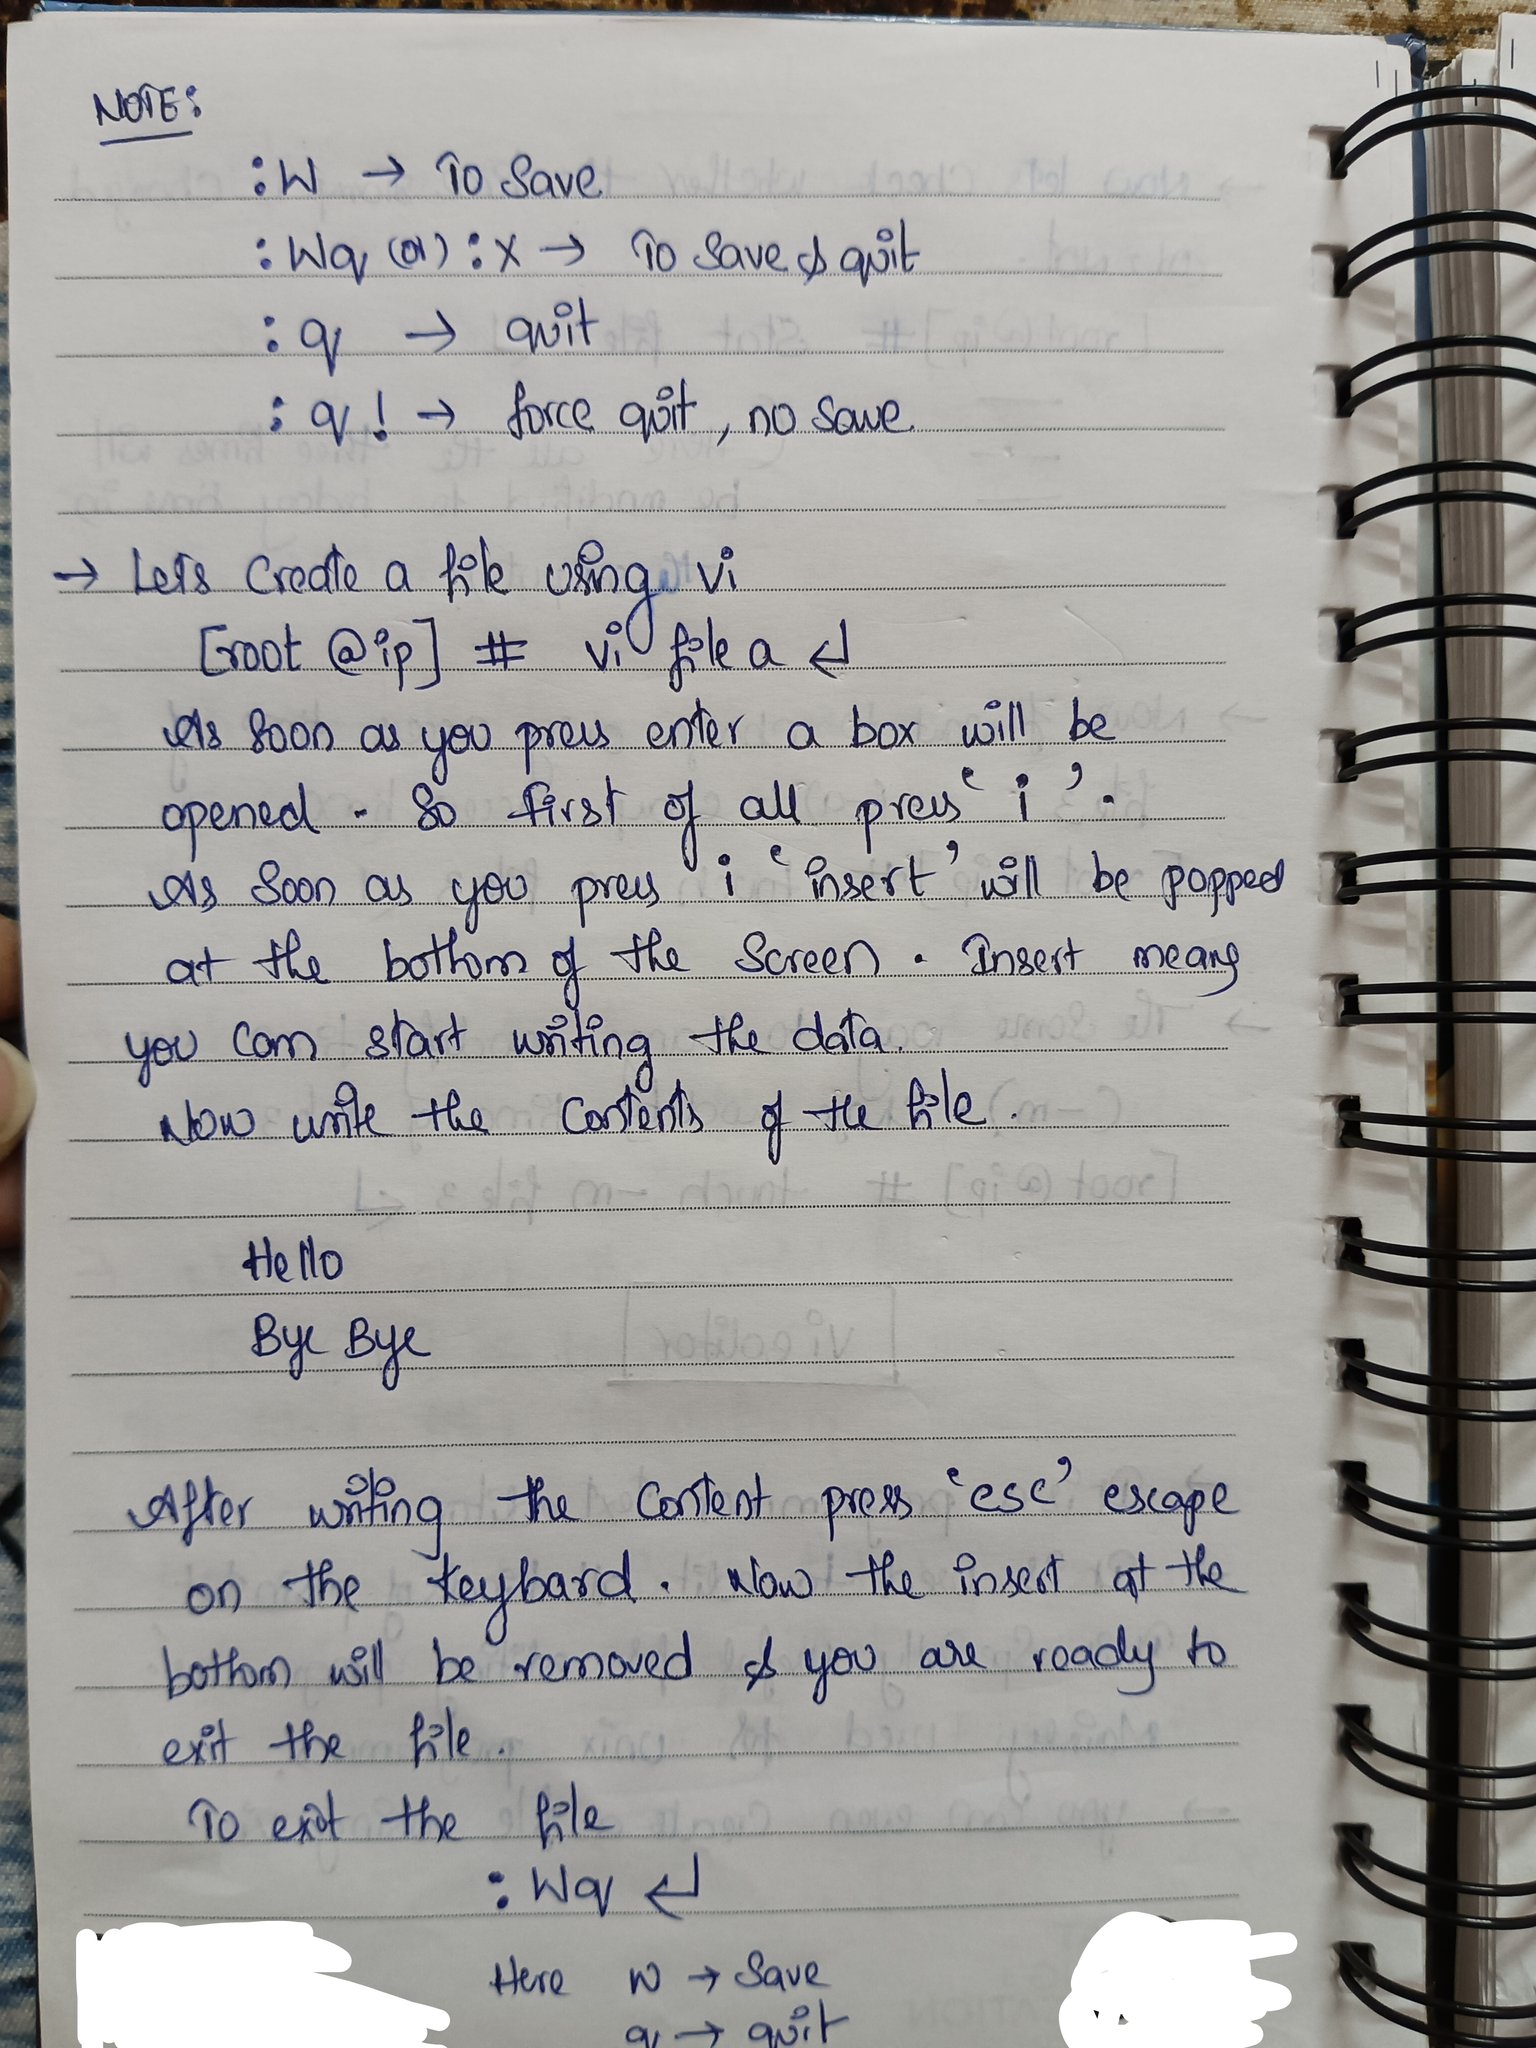 NOTE:
:W → To save
:Wq (or) :x → To save & quit
:q → quit
:q! → force quit, no save
→ Lets create a file using vi
[root @ip] # vi file a ↵
As soon as you press enter a box will be
opened. So first of all press 'i'.
As soon as you press i 'insert' will be popped
at the bottom of the screen. Insert means
you can start writing the data.
Now write the contents of the file.
Hello
Bye Bye
After writing the content press 'esc' escape
on the keybard. Now the insert at the
bottom will be removed & you are ready to
exit the file.
To exit the file
:Wq ↵
Here w → save
q → quit